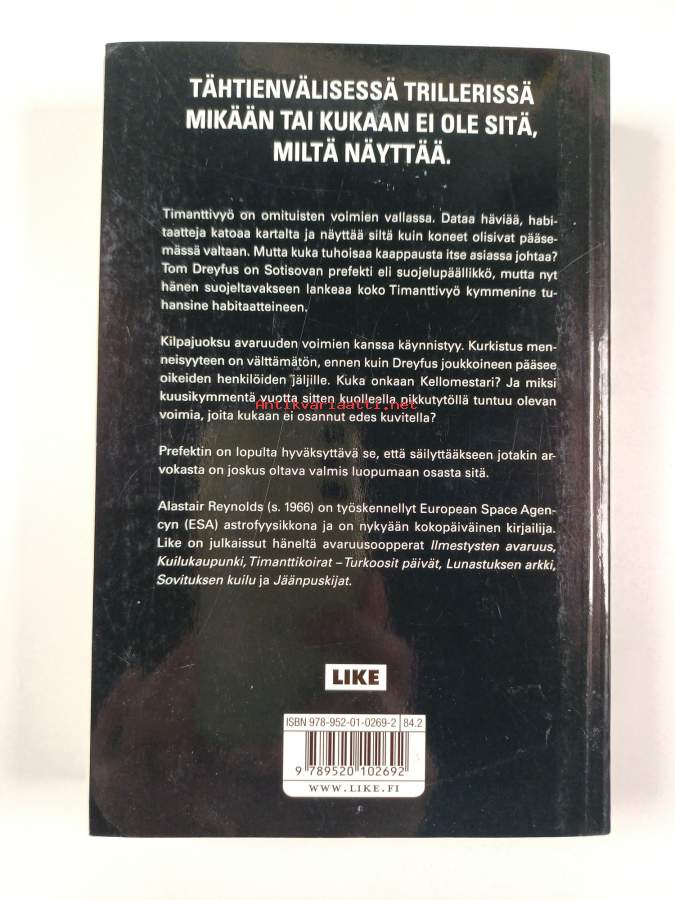 TÄHTIENVÄLISESSÄ TRILLERISSÄ
MIKÄÄN TAI KUKAAN EI OLE SITÄ,
MILTÄ NÄYTTÄÄ.
Timanttivyö on omituisten voimien vallassa. Dataa häviää, habi-
taatteja katoaa kartalta ja näyttää siltä kuin koneet olisivat pääse-
mässä valtaan. Mutta kuka tuhoisaa kaappausta itse asiassa johtaa?
Tom Dreyfus on Sotisovan prefekti eli suojelupäällikkö, mutta nyt
hänen suojeltavakseen lankeaa koko Timanttivyö kymmenine tu-
hansine habitaatteineen.
Kilpajuoksu avaruuden voimien kanssa käynnistyy. Kurkistus men-
neisyyteen on välttämätön, ennen kuin Dreyfus joukkoineen pääsee
oikeiden henkilöiden jäljille. Kuka onkaan Kellomestari? Ja miksi
kuusikymmentä vuotta sitten kuolleella pikkutytöllä tuntuu olevan
Antikvariaatti.net
voimia, joita kukaan ei osannut edes kuvitella?
Prefektin on lopulta hyväksyttävä se, että säilyttääkseen jotakin ar-
vokasta on joskus oltava valmis luopumaan osasta sitä.
Alastair Reynolds (s. 1966) on työskennellyt European Space Agen-
cyn (ESA) astrofyysikkona ja on nykyään kokopäiväinen kirjailija.
Like on julkaissut häneltä avaruusoopperat Ilmestysten avaruus,
Kuilukaupunki, Timanttikoirat – Turkoosit päivät, Lunastuksen arkki,
Sovituksen kuilu ja Jäänpuskijat.
LIKE
ISBN 978-952-01-0269-2 84.2
9 789520 102692
WWW.LIKE.FI